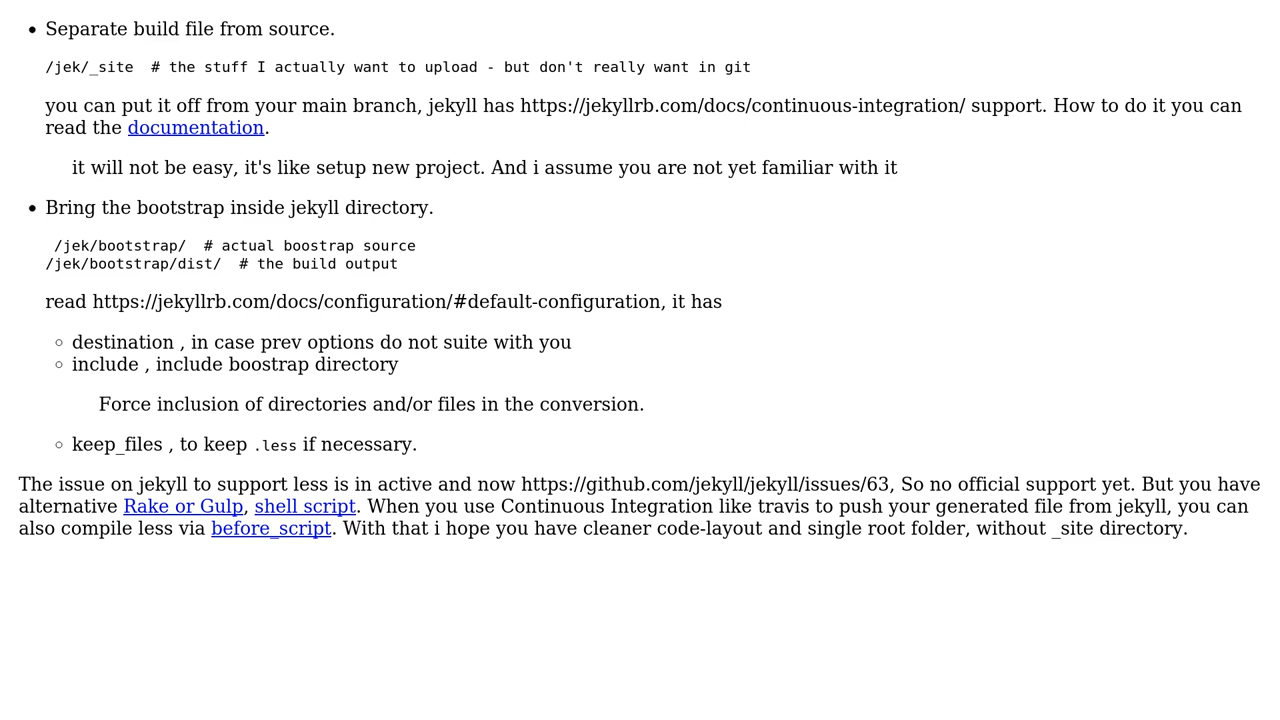 Separate build file from source.
/jek/_site  # the stuff I actually want to upload - but don't really want in git
you can put it off from your main branch, jekyll has https://jekyllrb.com/docs/continuous-integration/ support. How to do it you can
read the documentation.
it will not be easy, it's like setup new project. And i assume you are not yet familiar with it
Bring the bootstrap inside jekyll directory.
/jek/bootstrap/  # actual boostrap source
/jek/bootstrap/dist/  # the build output
read https://jekyllrb.com/docs/configuration/#default-configuration, it has
destination , in case prev options do not suite with you
include , include boostrap directory
Force inclusion of directories and/or files in the conversion.
keep_files , to keep .less if necessary.
The issue on jekyll to support less is in active and now https://github.com/jekyll/jekyll/issues/63, So no official support yet. But you have
alternative Rake or Gulp, shell script. When you use Continuous Integration like travis to push your generated file from jekyll, you can
also compile less via before_script. With that i hope you have cleaner code-layout and single root folder, without _site directory.